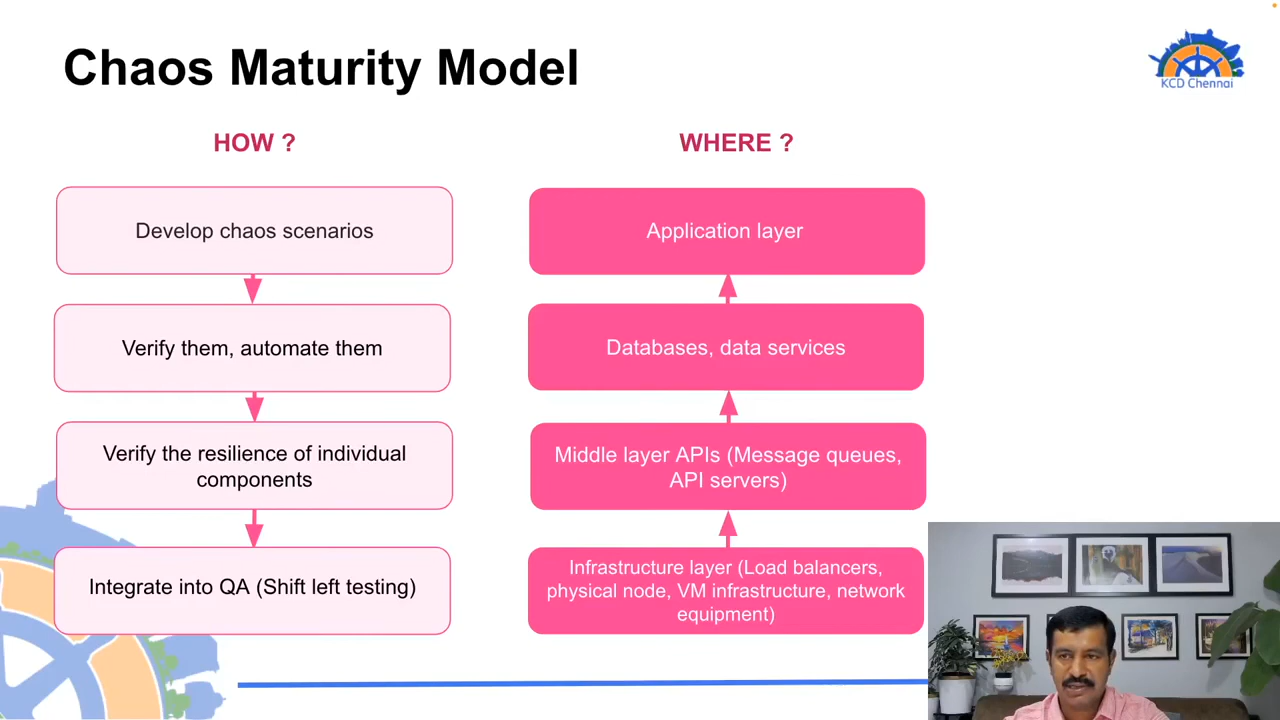 Chaos Maturity Model
KCD Chennai
HOW ?
Develop chaos scenarios
Verify them, automate them
Verify the resilience of individual
components
Integrate into QA (Shift left testing)
WHERE ?
Application layer
Databases, data services
Middle layer APIs (Message queues,
API servers)
Infrastructure layer (Load balancers,
physical node, VM infrastructure, network
equipment)